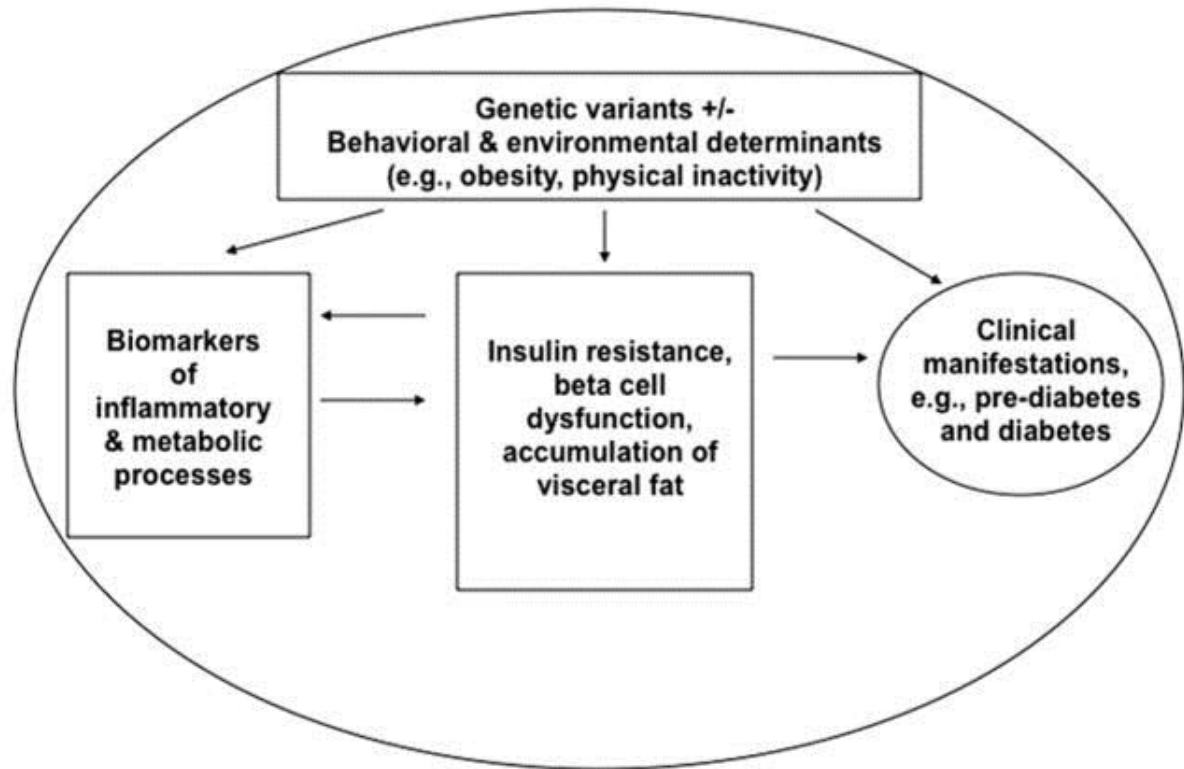 Genetic variants +/-
Behavioral & environmental determinants
(e.g., obesity, physical inactivity)
Biomarkers
of
inflammatory
& metabolic
processes
Insulin resistance,
beta cell
dysfunction,
accumulation of
visceral fat
Clinical
manifestations,
e.g., pre-diabetes
and diabetes